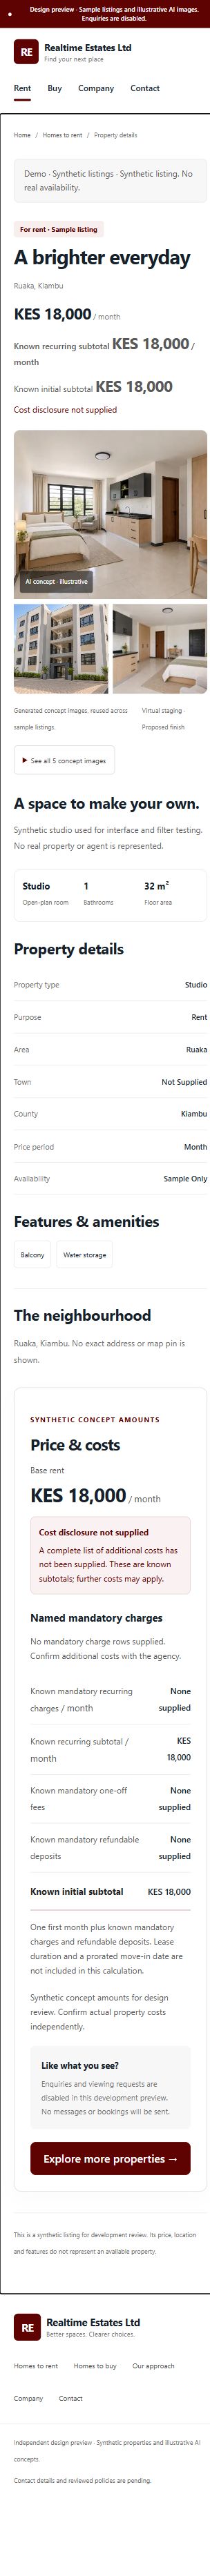 Design preview · Sample listings and illustrative AI images.
Enquiries are disabled.
RE
Realtime Estates Ltd
Find your next place
Rent Buy Company Contact
Home / Homes to rent / Property details
Demo · Synthetic listings · Synthetic listing. No
real availability.
For rent · Sample listing
A brighter everyday
Ruaka, Kiambu
KES 18,000 / month
Known recurring subtotal KES 18,000 /
month
Known initial subtotal KES 18,000
Cost disclosure not supplied
AI concept · illustrative
Generated concept images, reused across
sample listings.
Virtual staging ·
Proposed finish
▶ See all 5 concept images
A space to make your own.
Synthetic studio used for interface and filter testing.
No real property or agent is represented.
Studio 1 32 m²
Open-plan room Bathrooms Floor area
Property details
Property type Studio
Purpose Rent
Area Ruaka
Town Not Supplied
County Kiambu
Price period Month
Availability Sample Only
Features & amenities
Balcony Water storage
The neighbourhood
Ruaka, Kiambu. No exact address or map pin is
shown.
SYNTHETIC CONCEPT AMOUNTS
Price & costs
Base rent
KES 18,000 / month
Cost disclosure not supplied
A complete list of additional costs has
not been supplied. These are known
subtotals; further costs may apply.
Named mandatory charges
No mandatory charge rows supplied.
Confirm additional costs with the agency.
Known mandatory recurring None
charges / month supplied
Known recurring subtotal / KES
month 18,000
Known mandatory one-off None
fees supplied
Known mandatory refundable None
deposits supplied
Known initial subtotal KES 18,000
One first month plus known mandatory
charges and refundable deposits. Lease
duration and a prorated move-in date are
not included in this calculation.
Synthetic concept amounts for design
review. Confirm actual property costs
independently.
Like what you see?
Enquiries and viewing requests are
disabled in this development preview.
No messages or bookings will be sent.
Explore more properties →
This is a synthetic listing for development review. Its price, location
and features do not represent an available property.
RE
Realtime Estates Ltd
Better spaces. Clearer choices.
Homes to rent Homes to buy Our approach
Company Contact
Independent design preview · Synthetic properties and illustrative AI
concepts.
Contact details and reviewed policies are pending.